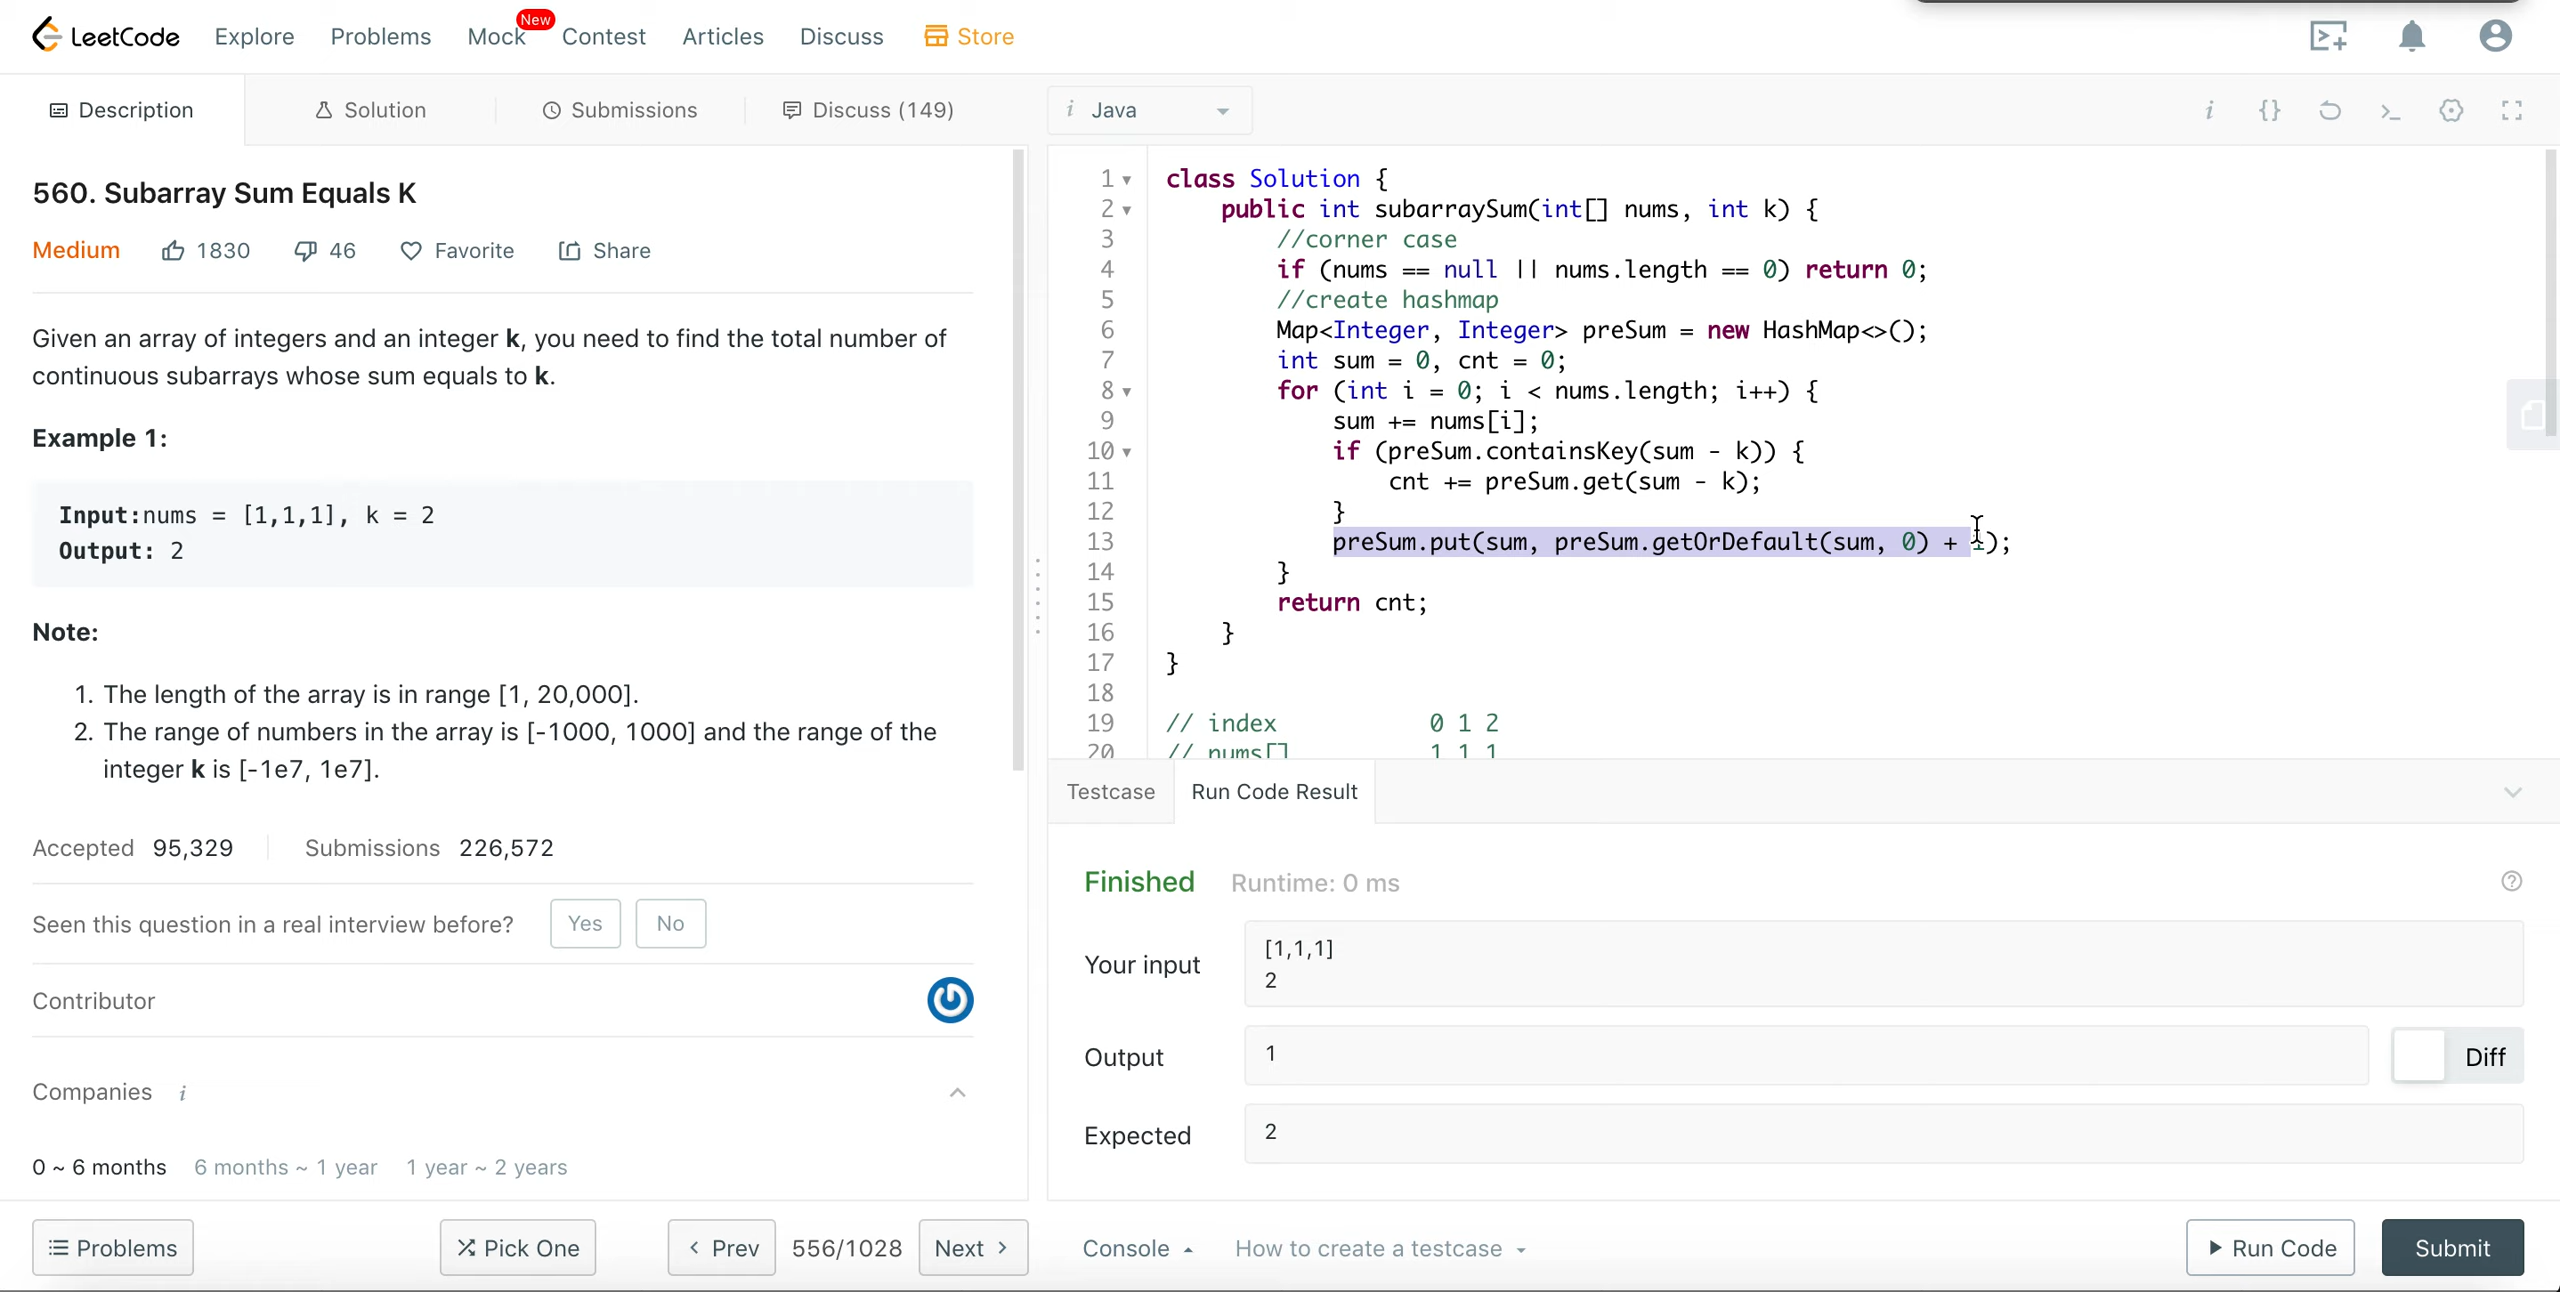 LeetCode Explore Problems Mock New Contest Articles Discuss Store
Description Solution Submissions Discuss (149)
560. Subarray Sum Equals K
Medium 1830 46 Favorite Share
Given an array of integers and an integer k, you need to find the total number of
continuous subarrays whose sum equals to k.
Example 1:
Input:nums = [1,1,1], k = 2
Output: 2
Note:
1. The length of the array is in range [1, 20,000].
2. The range of numbers in the array is [-1000, 1000] and the range of the
integer k is [-1e7, 1e7].
Accepted 95,329 Submissions 226,572
Seen this question in a real interview before? Yes No
Contributor
Companies i
0 ~ 6 months 6 months ~ 1 year 1 year ~ 2 years
Problems Pick One Prev 556/1028 Next
i Java i {}
1 class Solution {
2 public int subarraySum(int[] nums, int k) {
3 //corner case
4 if (nums == null || nums.length == 0) return 0;
5 //create hashmap
6 Map<Integer, Integer> preSum = new HashMap<>();
7 int sum = 0, cnt = 0;
8 for (int i = 0; i < nums.length; i++) {
9 sum += nums[i];
10 if (preSum.containsKey(sum - k)) {
11 cnt += preSum.get(sum - k);
12 }
13 preSum.put(sum, preSum.getOrDefault(sum, 0) + 1);
14 }
15 return cnt;
16 }
17 }
18
19 // index 0 1 2
20 // nums[] 1 1 1
Testcase Run Code Result
Finished Runtime: 0 ms
Your input
[1,1,1]
2
Output 1 Diff
Expected 2
Console How to create a testcase Run Code Submit